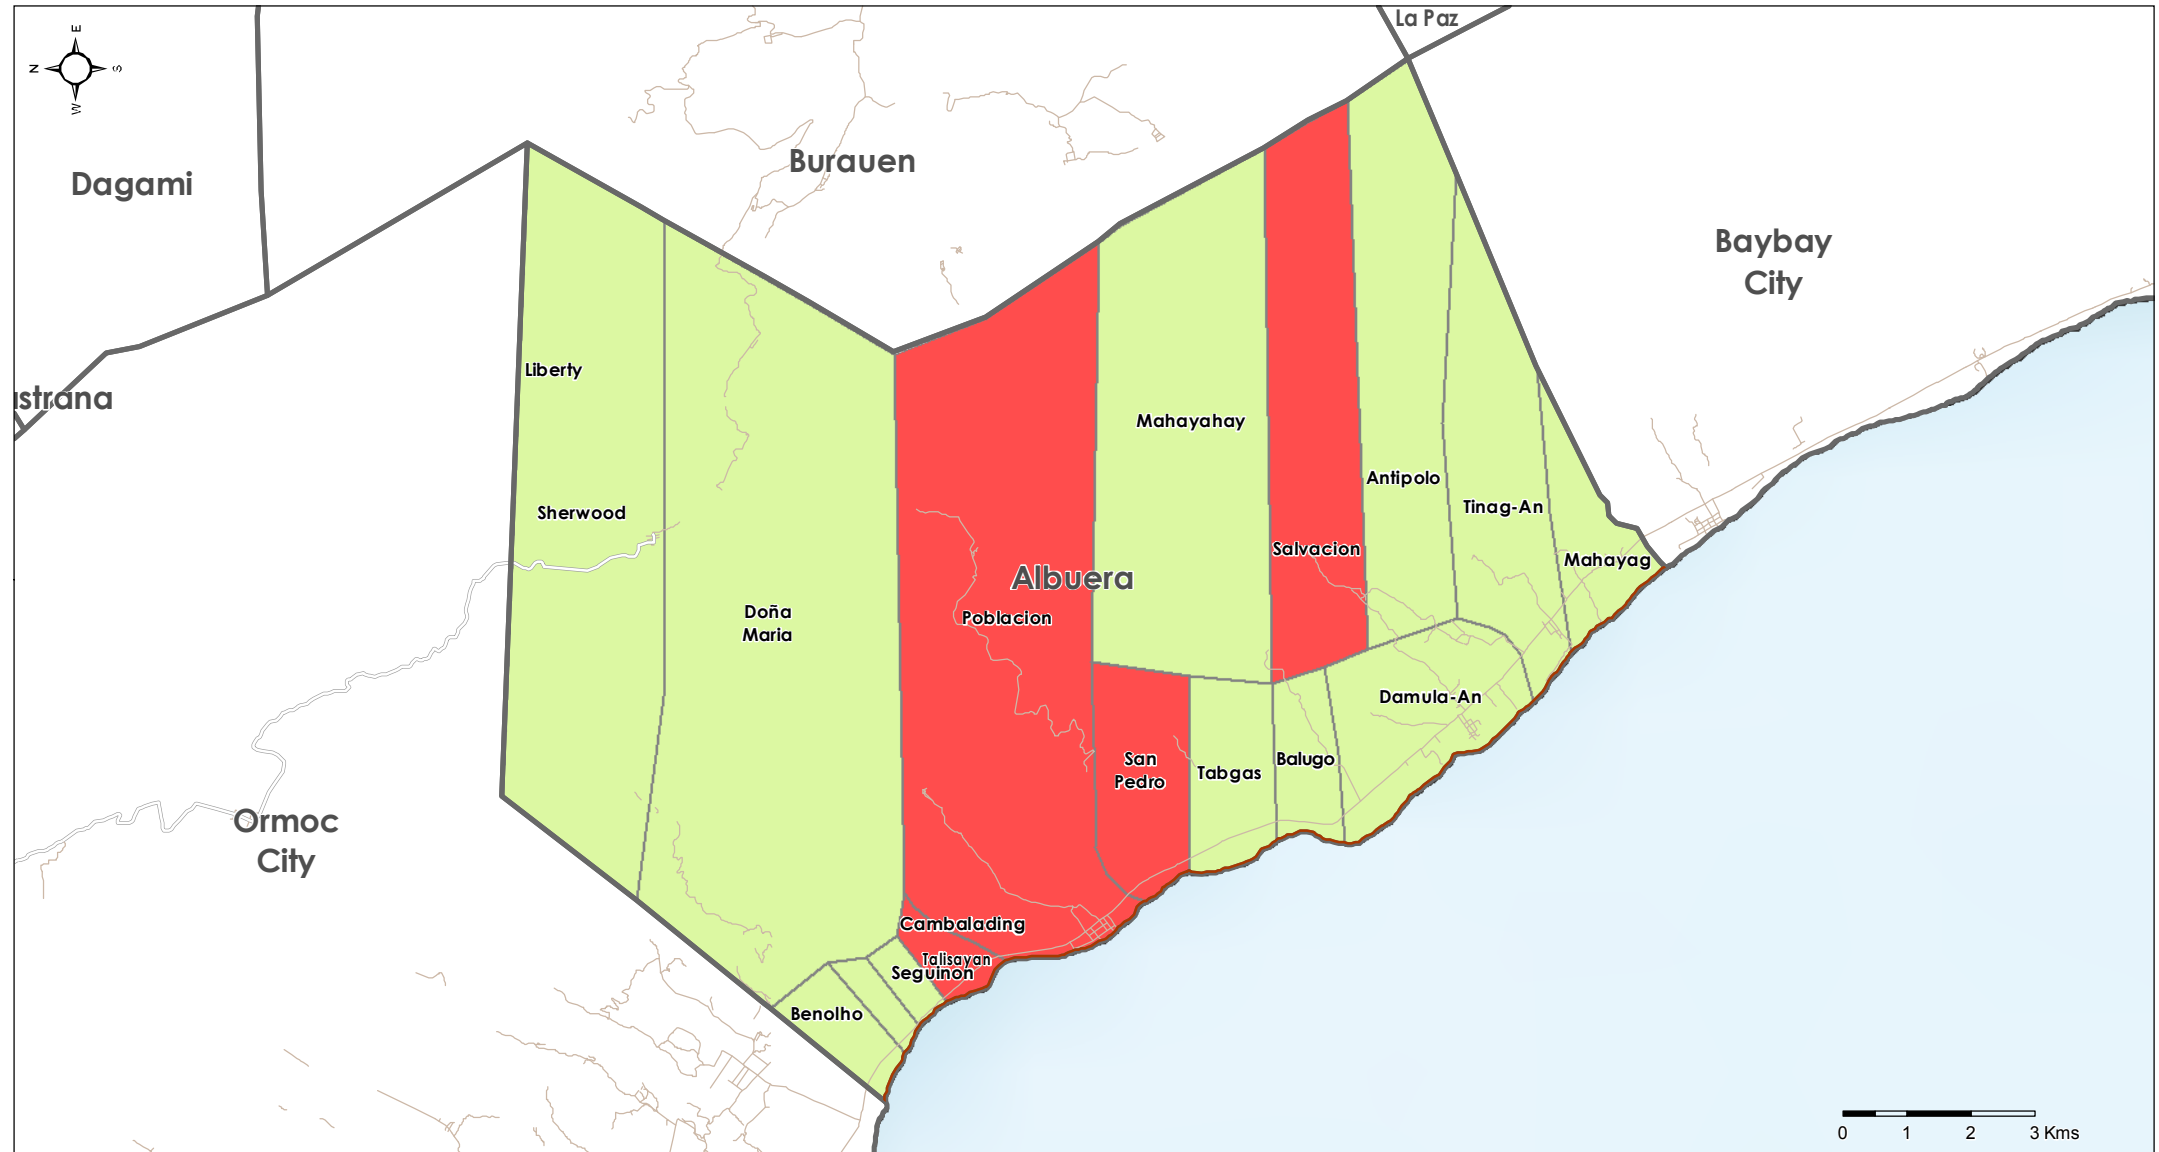 La Paz
E
N
S
W
Burauen
Dagami
Baybay
City
Liberty
strana
Mahayahay
Antipolo
Tinag-An
Sherwood
Salvacion
Mahayag
Albuera
Doña
Maria
Poblacion
Damula-An
San
Pedro
Tabgas
Balugo
Ormoc
City
Cambalading
Talisayan
Seguinon
Benolho
0 1 2 3 Kms